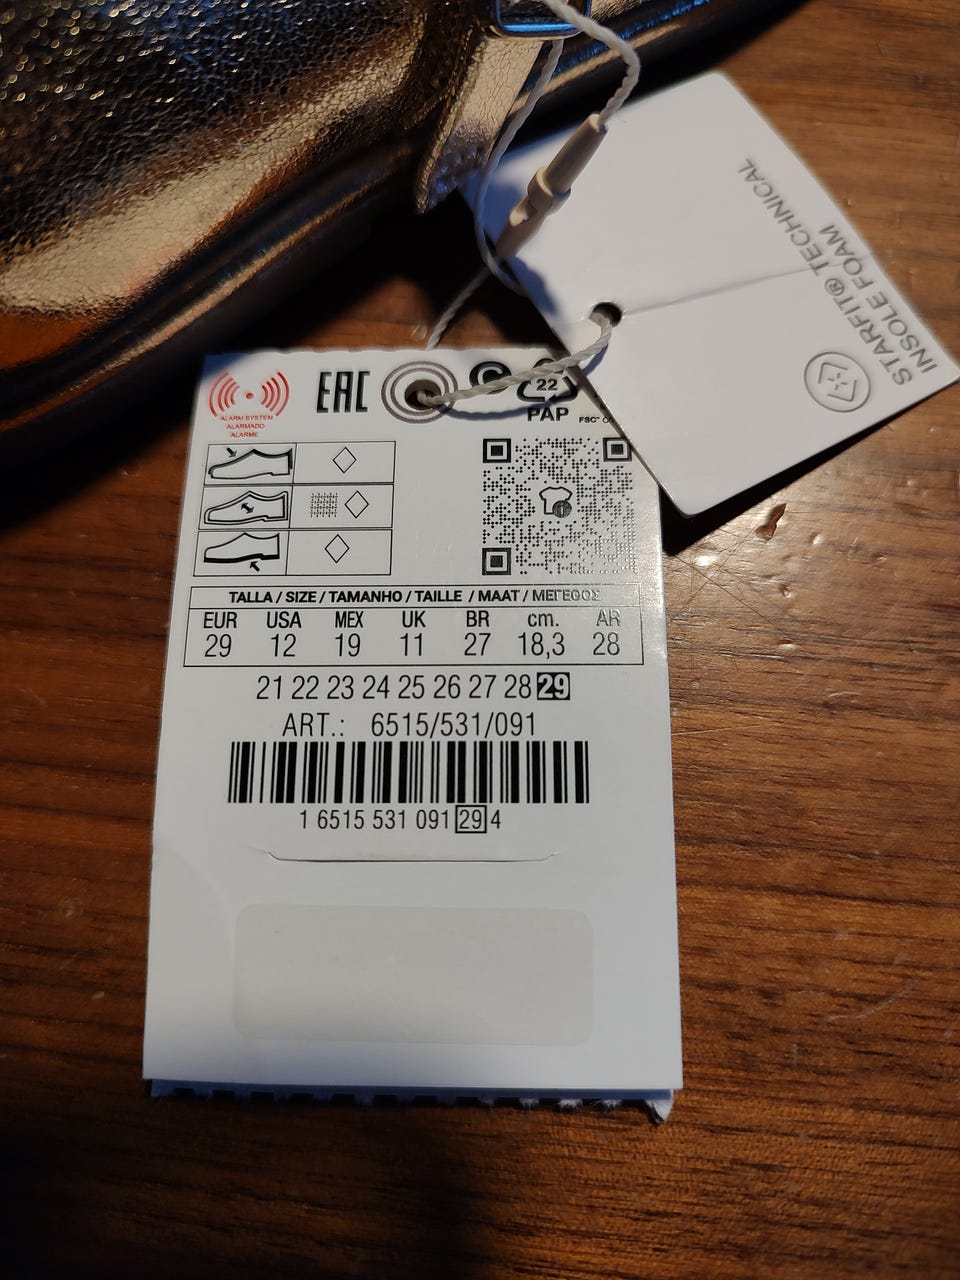 STARFIT® TECHNICAL
INSOLE FOAM
ALARM SYSTEM
ALARMADO
ALARME
EAC
22
PAP
FSC™
TALLA / SIZE / TAMANHO / TAILLE / MAAT / ΜΕΓΕΘΟΣ
EUR USA MEX UK BR cm. AR
29 12 19 11 27 18,3 28
21 22 23 24 25 26 27 28 29
ART.: 6515/531/091
1 6515 531 091 29 4